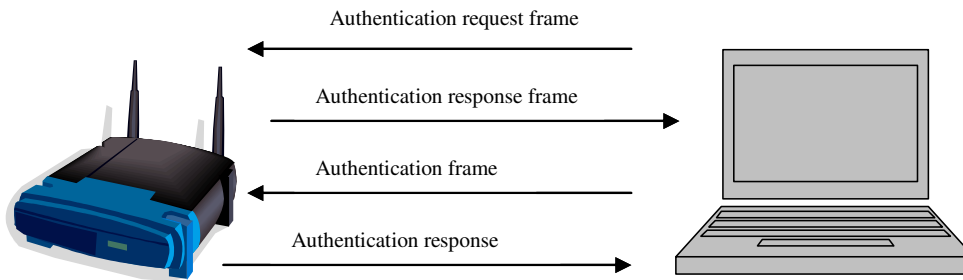 Authentication request frame
Authentication response frame
Authentication frame
Authentication response